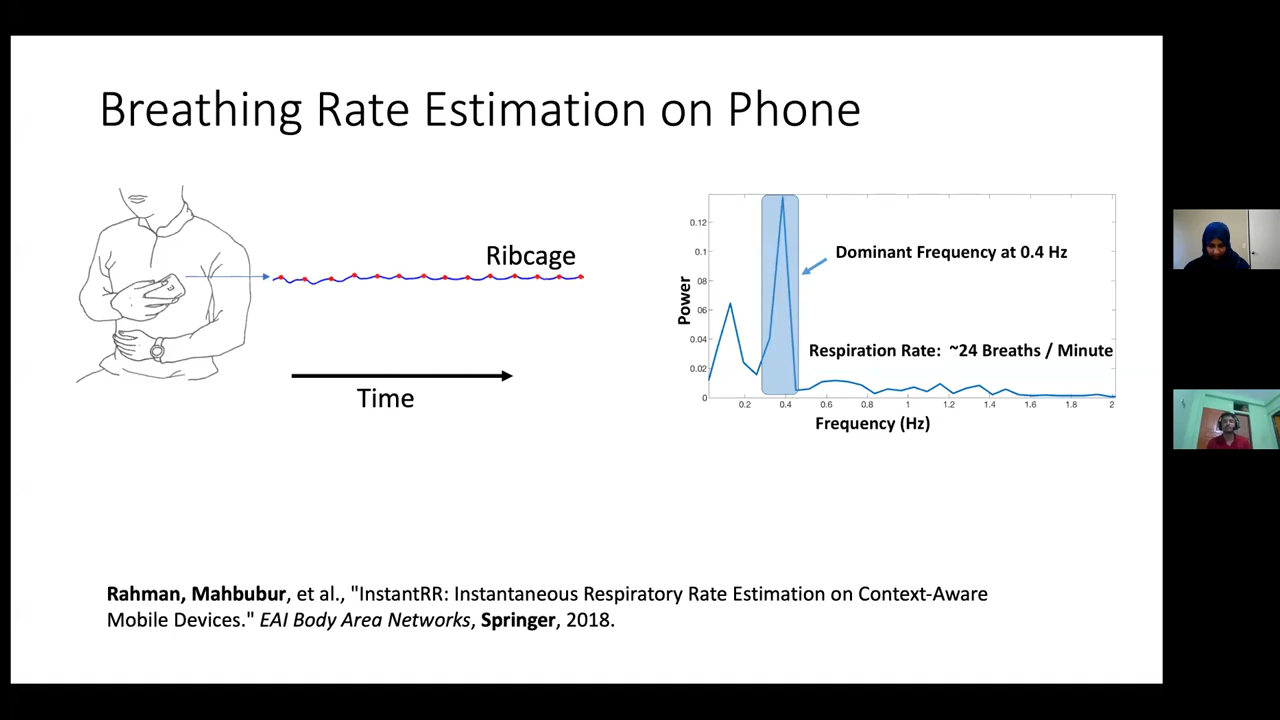 Breathing Rate Estimation on Phone
Ribcage
Time
Power
0.12
0.1
08
06
0.04
0.02
0
Dominant Frequency at 0.4 Hz
Respiration Rate: ~24 Breaths / Minute
0.2 0.4 0.6 0.8 1 1.2 1.4 1.6 1.8 2
Frequency (Hz)
Rahman, Mahbubur, et al., "InstantRR: Instantaneous Respiratory Rate Estimation on Context-Aware
Mobile Devices." EAI Body Area Networks, Springer, 2018.